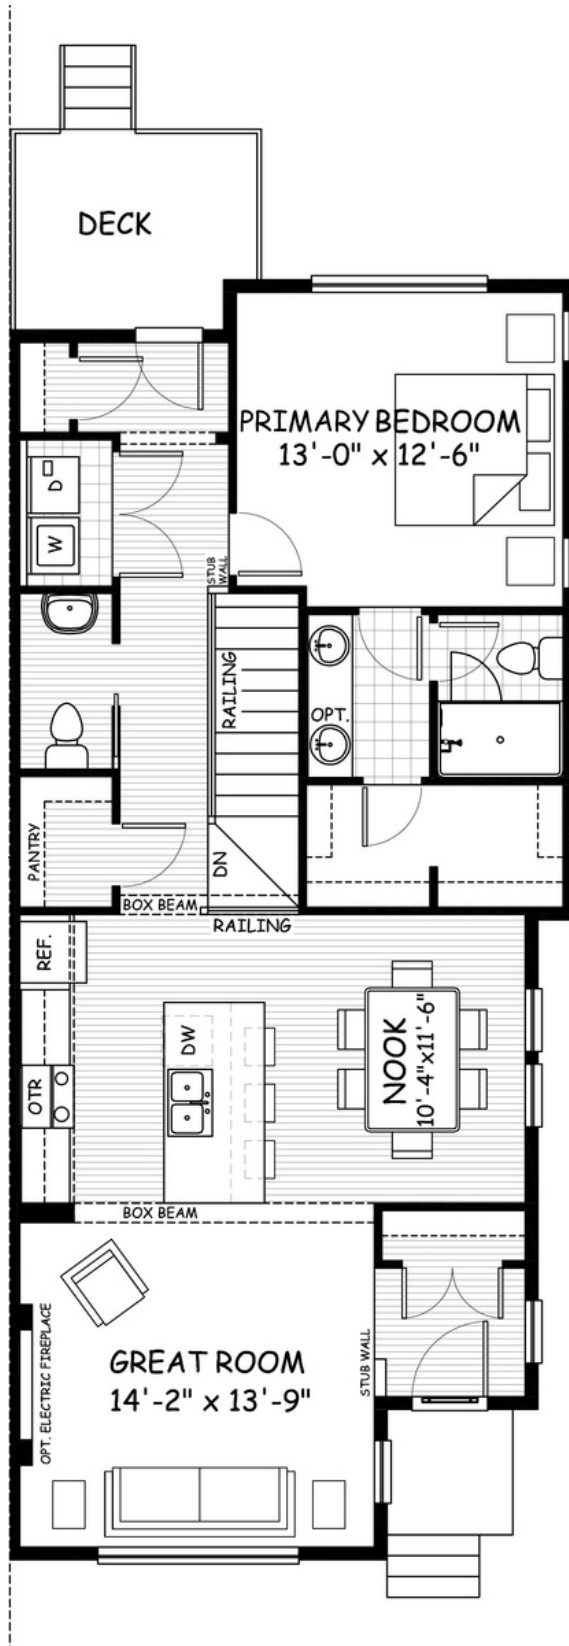 DECK
PRIMARY BEDROOM
13'-0" x 12'-6"
D
W
STUB
WALL
RAILING
OPT.
PANTRY
DN
BOX BEAM
RAILING
REF.
DW
NOOK
10'-4"x11'-6"
OTR
BOX BEAM
OPT. ELECTRIC FIREPLACE
GREAT ROOM
14'-2" x 13'-9"
STUB WALL